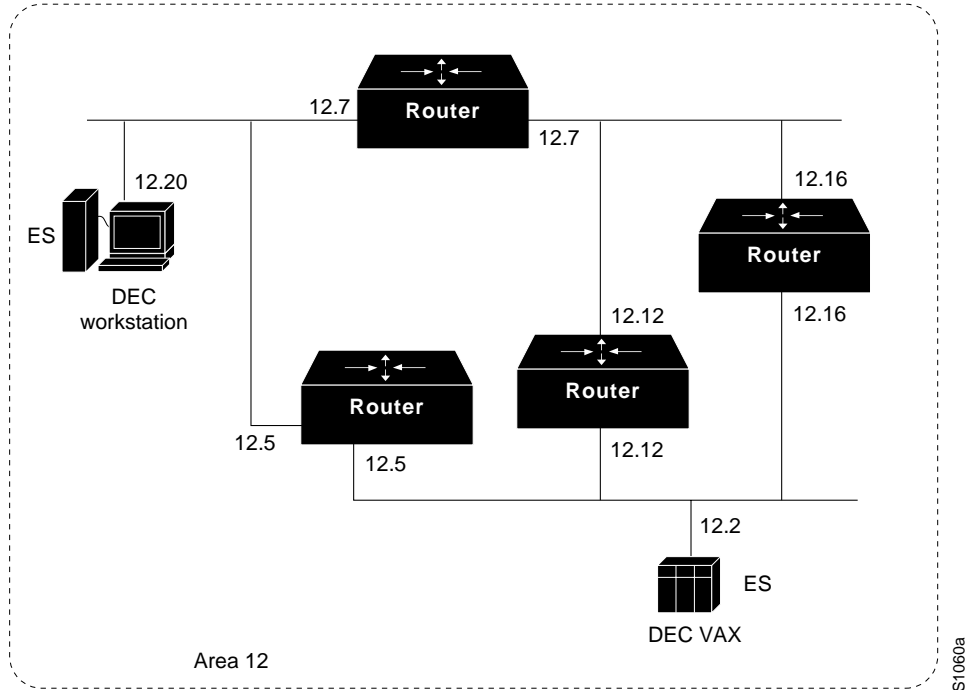 Router
12.7
12.7
12.20
12.16
ES
Router
DEC
workstation
12.12
12.16
Router
Router
12.5
12.5
12.12
12.2
ES
DEC VAX
Area 12
S1060a